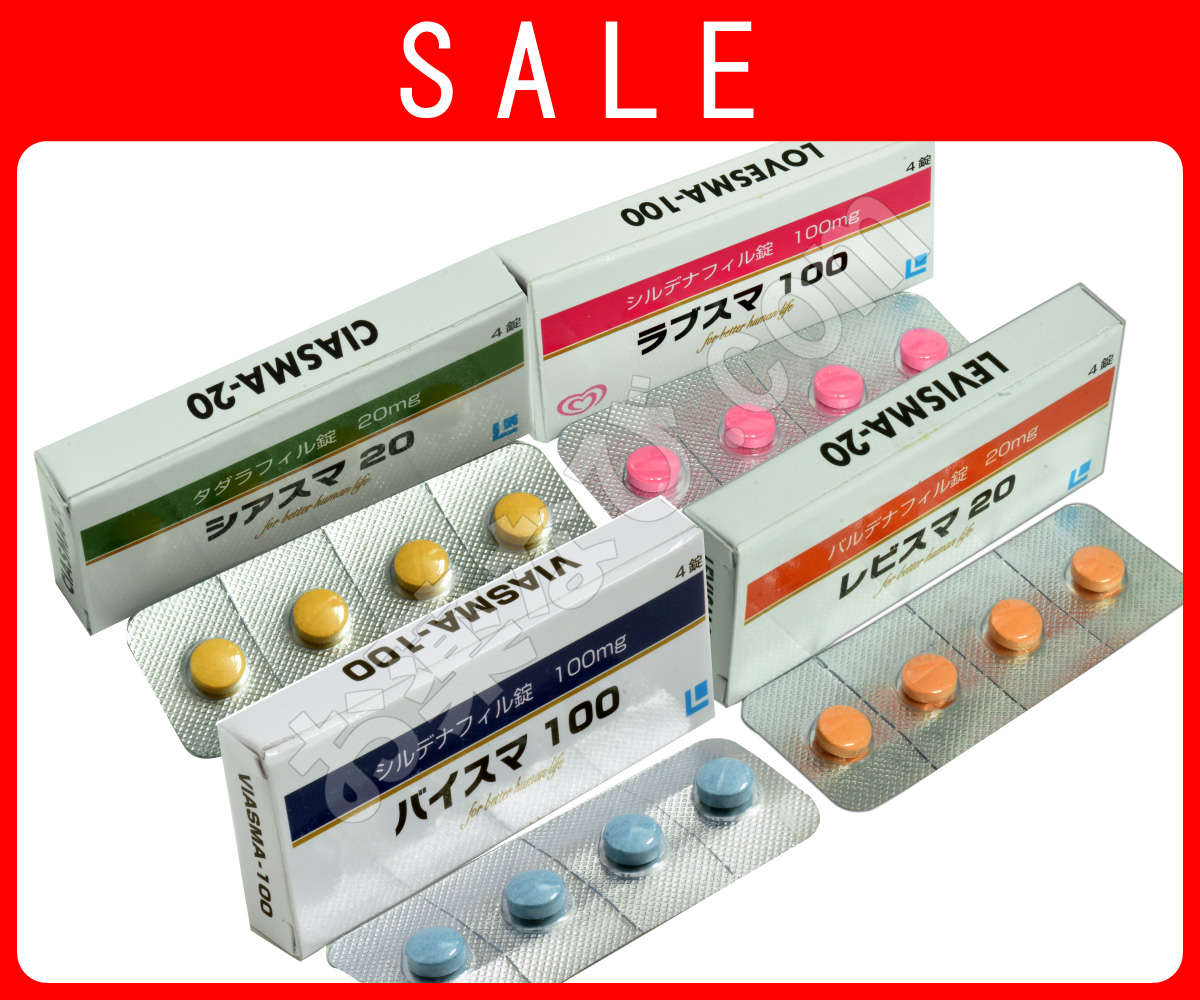 SALE
LOVESMA-100
4錠
シルデナフィル錠 100mg
ラブスマ 100
for better human life
CIASMA-20
4錠
タダラフィル錠 20mg
シアスマ 20
for better human life
LEVISMA-20
4錠
バルデナフィル錠 20mg
レビスマ 20
for better human life
VIASMA-100
4錠
シルデナフィル錠 100mg
バイスマ 100
for better human life
VIASMA-100
.com